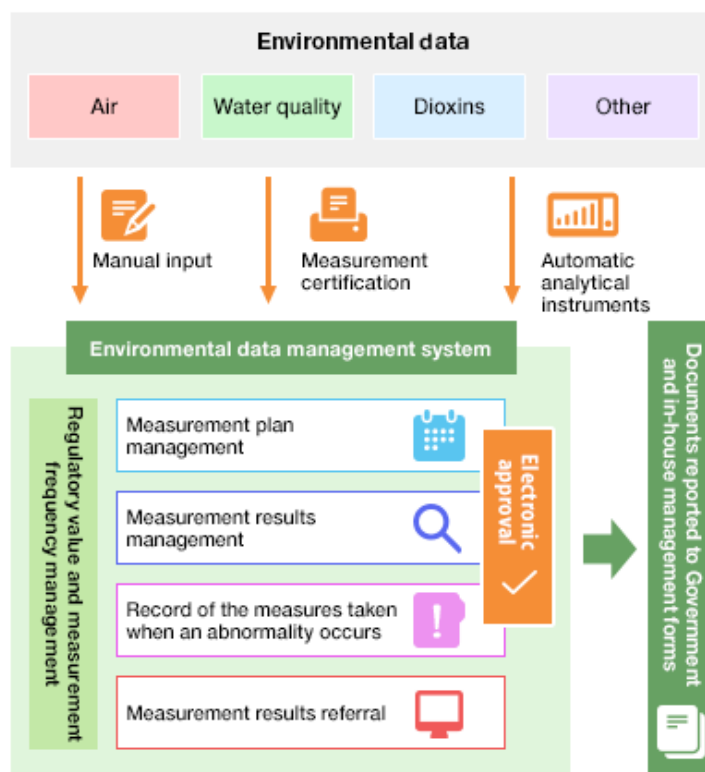 Environmental data
Air
Water quality
Dioxins
Other
Manual input
Measurement
certification
Automatic
analytical
instruments
Environmental data management system
Regulatory value and measurement
frequency management
Measurement plan
management
Measurement results
management
Record of the measures taken
when an abnormality occurs
Measurement results referral
Electronic
approval
Documents reported to Government
and in-house management forms